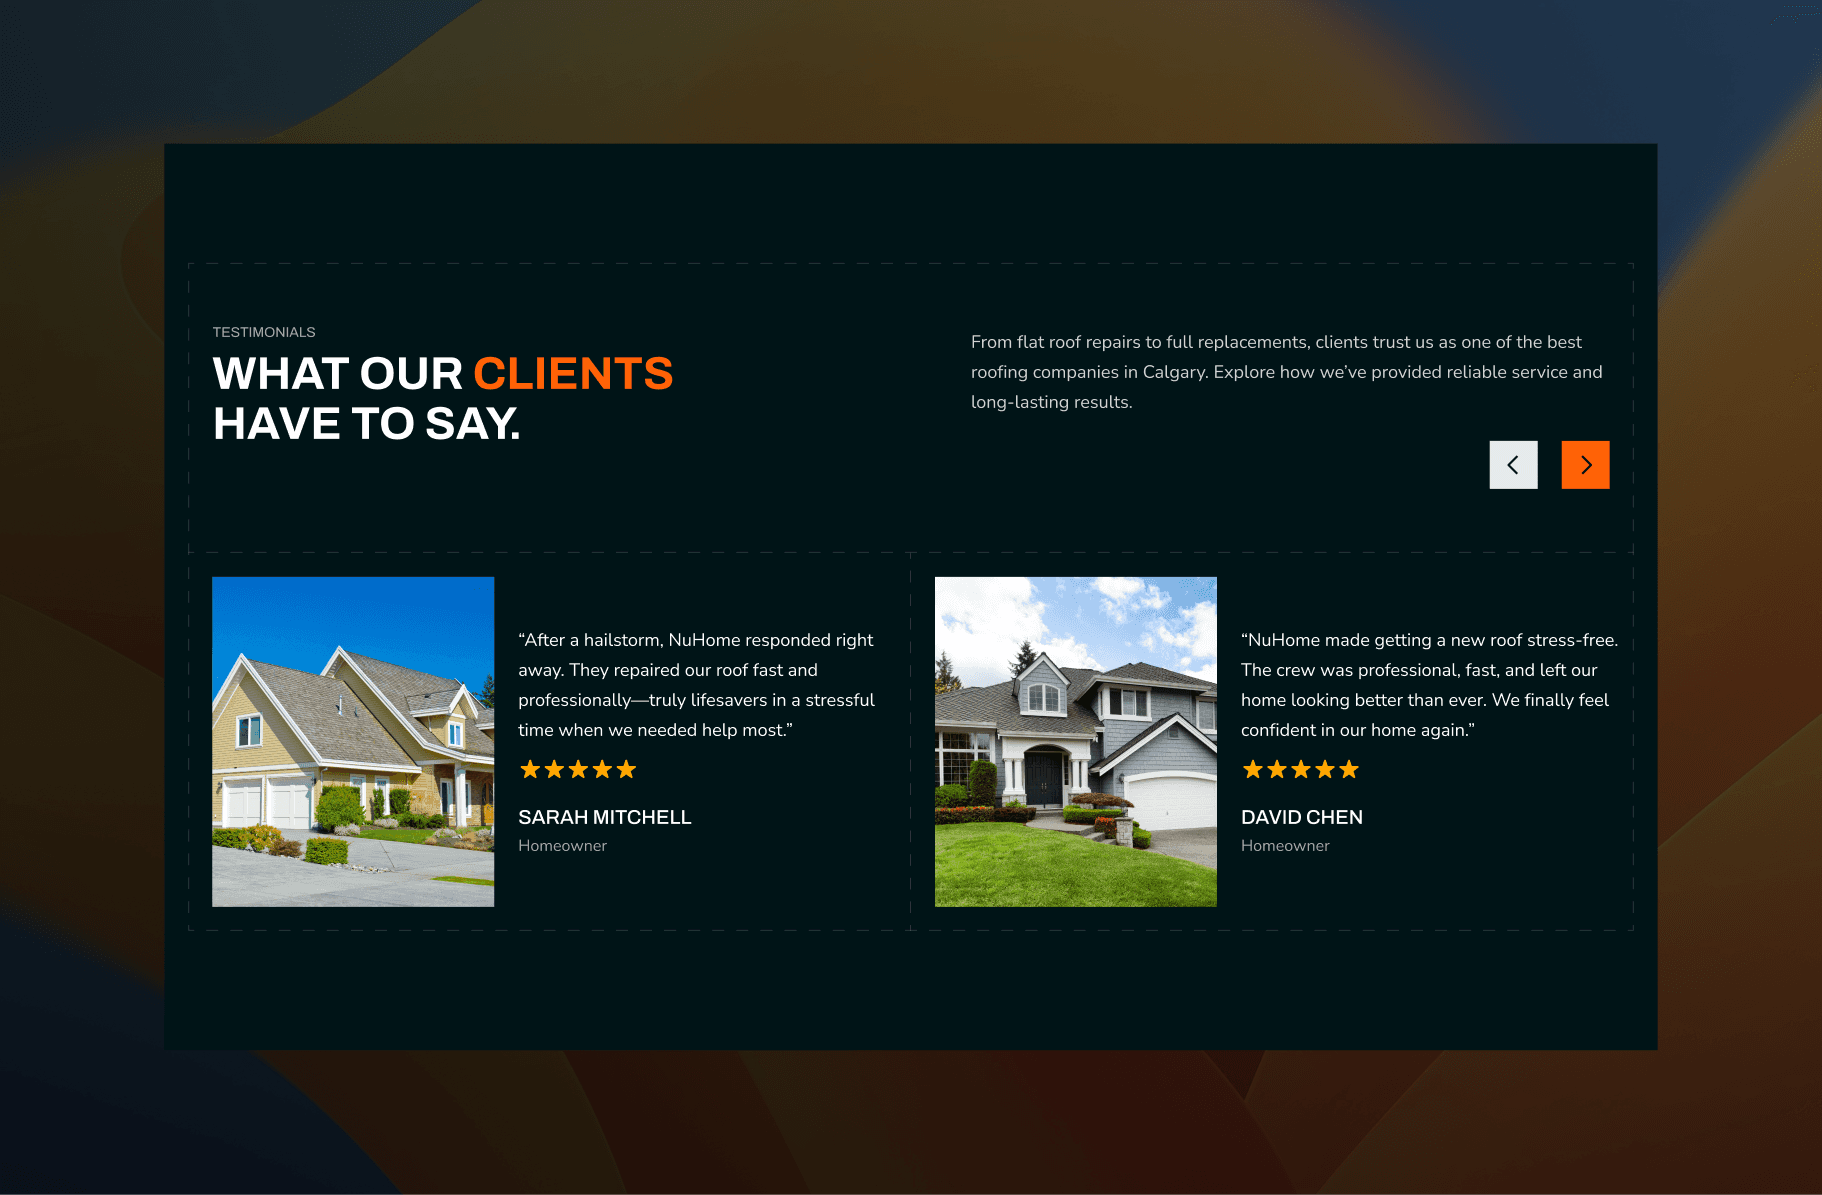 TESTIMONIALS
WHAT OUR CLIENTS
HAVE TO SAY.
From flat roof repairs to full replacements, clients trust us as one of the best
roofing companies in Calgary. Explore how we’ve provided reliable service and
long-lasting results.
“After a hailstorm, NuHome responded right
away. They repaired our roof fast and
professionally—truly lifesavers in a stressful
time when we needed help most.”
SARAH MITCHELL
Homeowner
“NuHome made getting a new roof stress-free.
The crew was professional, fast, and left our
home looking better than ever. We finally feel
confident in our home again.”
DAVID CHEN
Homeowner